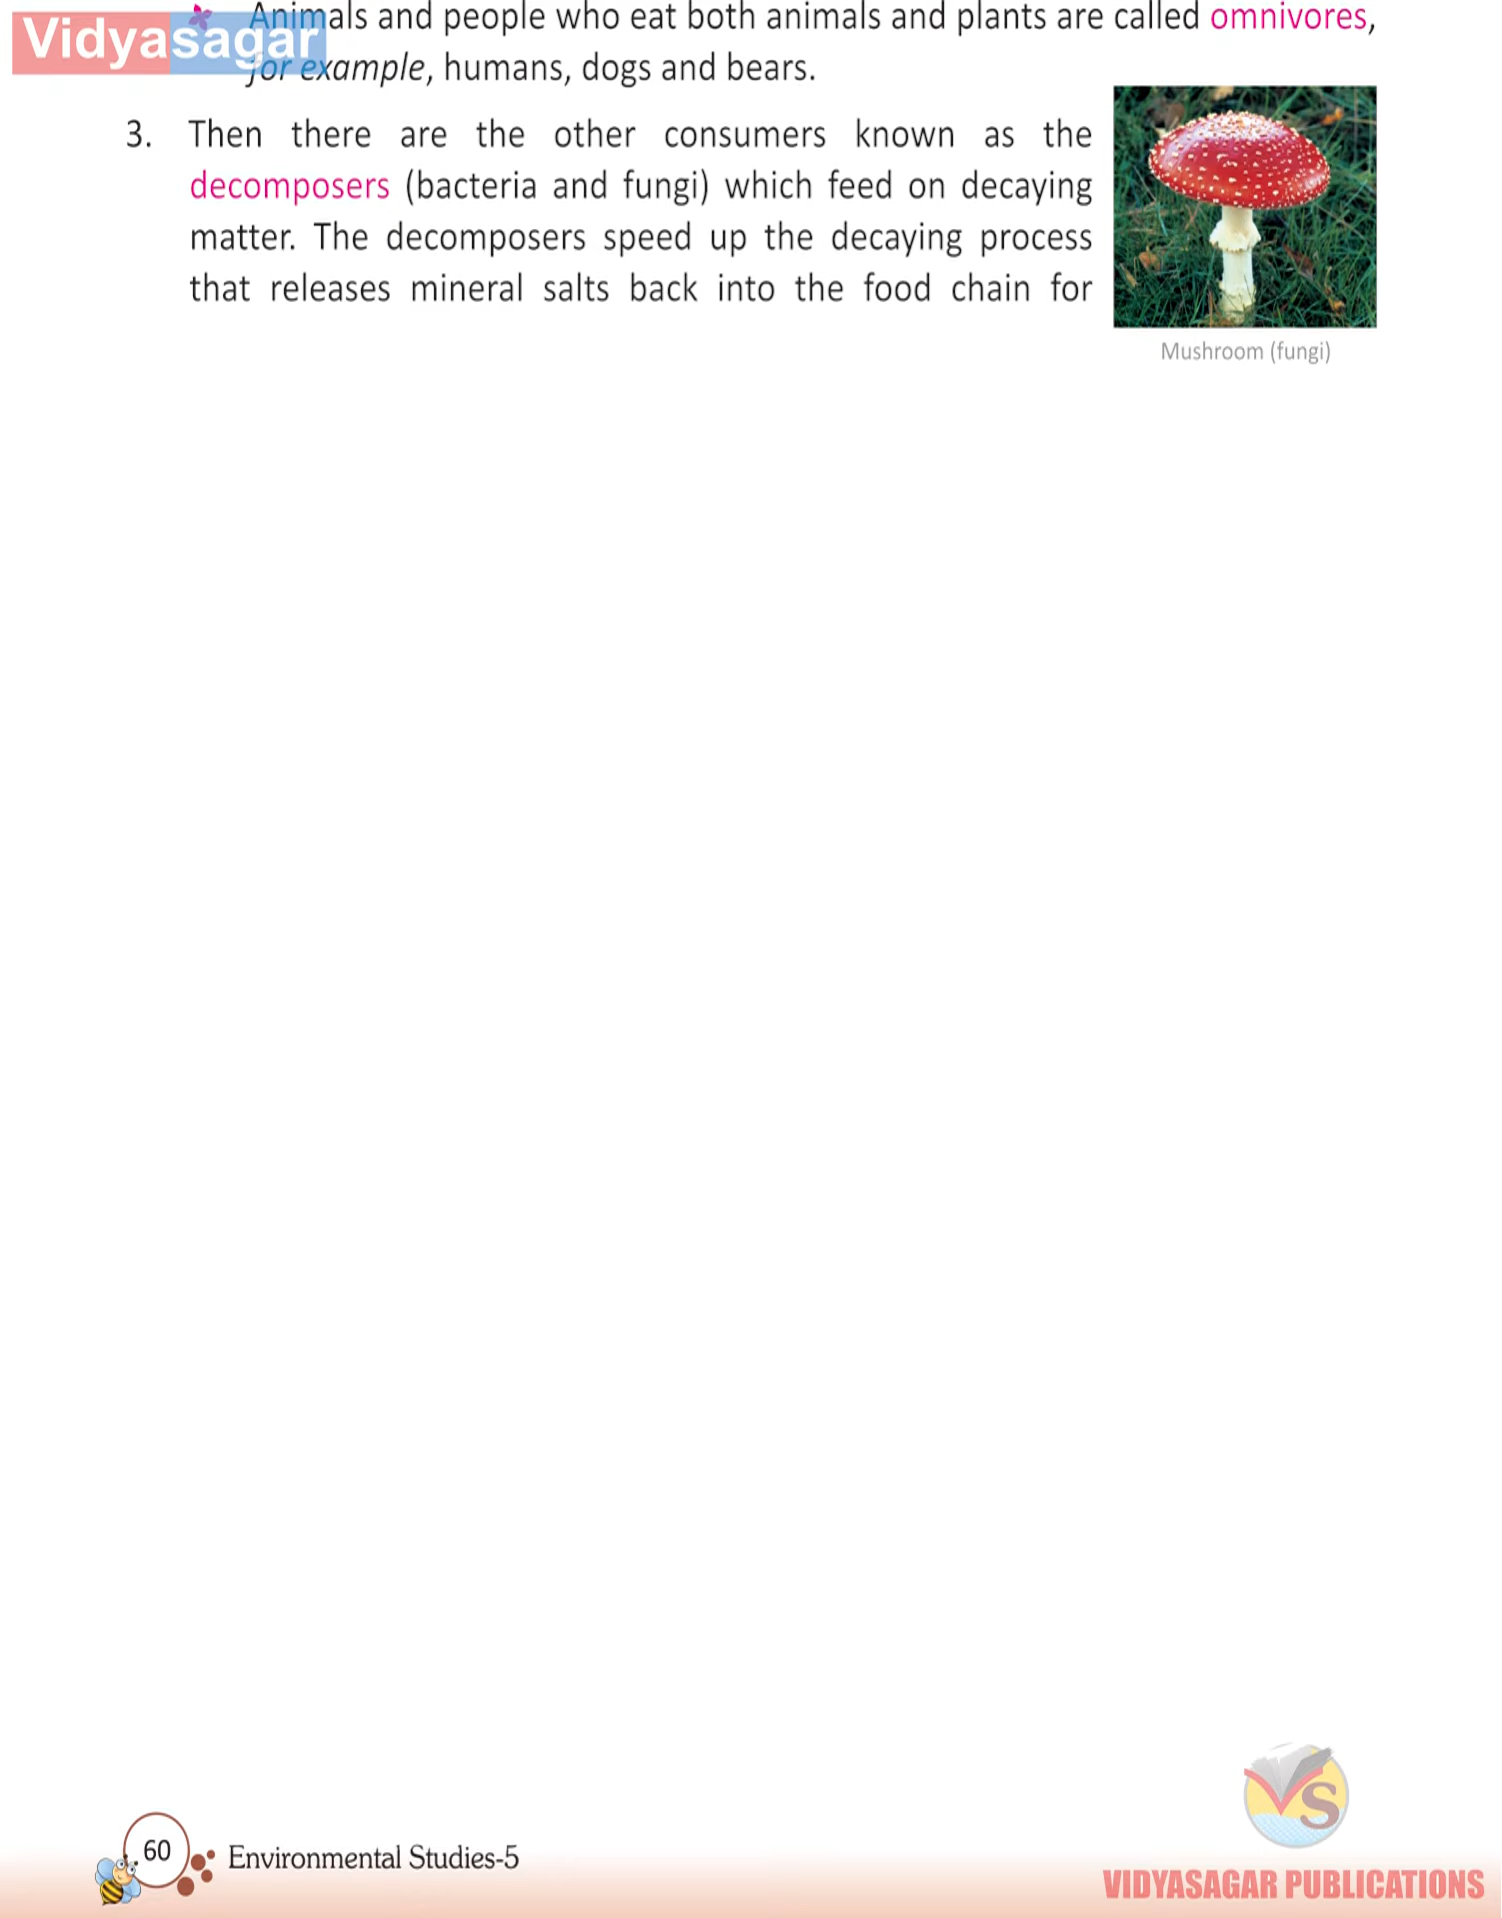 Vidyasagar
Animals and people who eat both animals and plants are called omnivores,
for example, humans, dogs and bears.
3. Then there are the other consumers known as the
decomposers (bacteria and fungi) which feed on decaying
matter. The decomposers speed up the decaying process
that releases mineral salts back into the food chain for
Mushroom (fungi)
VS
60 Environmental Studies-5
VIDYASAGAR PUBLICATIONS